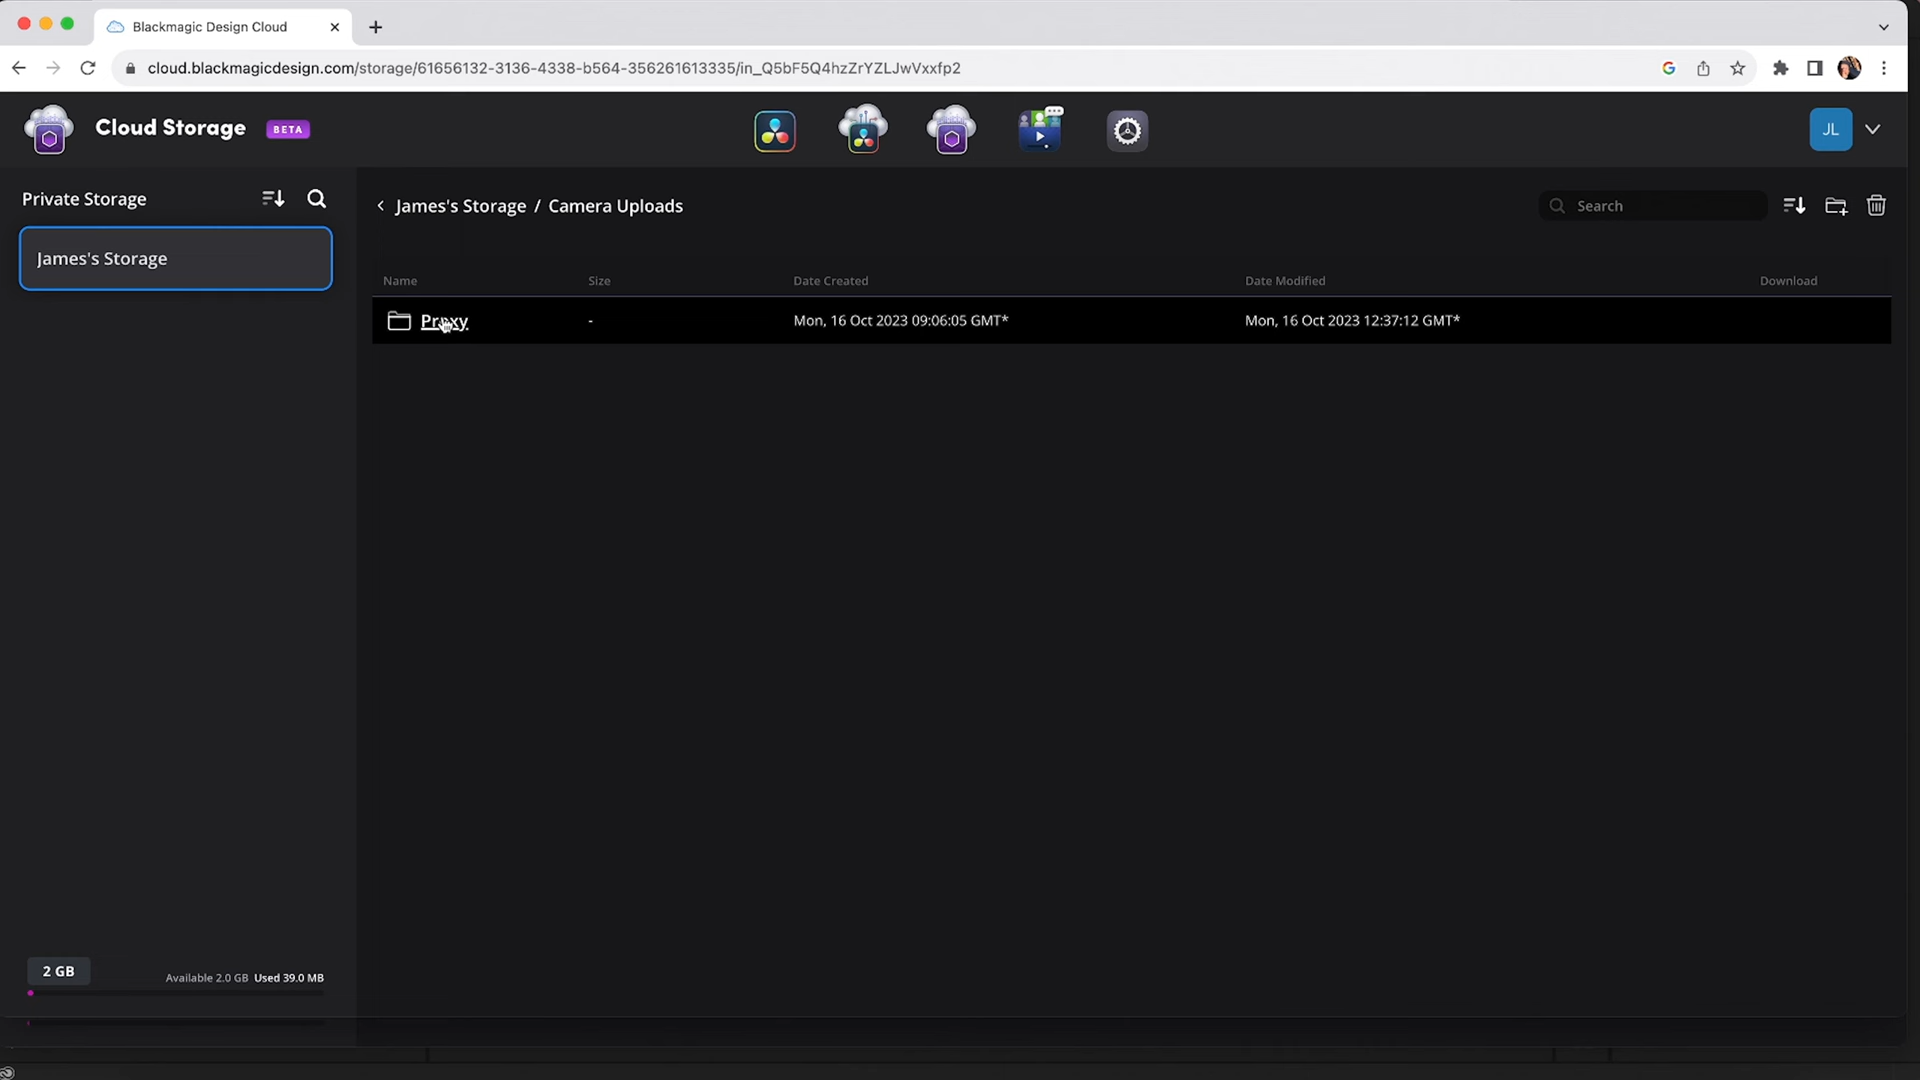 Blackmagic Design Cloud
cloud.blackmagicdesign.com/storage/61656132-3136-4338-b564-356261613335/in_Q5bF5Q4hzZrYZLJwVxxfp2
Cloud Storage BETA
JL
Private Storage
James's Storage / Camera Uploads
Search
James's Storage
Name Size Date Created Date Modified Download
Proxy - Mon, 16 Oct 2023 09:06:05 GMT* Mon, 16 Oct 2023 12:37:12 GMT*
2 GB Available 2.0 GB Used 39.0 MB